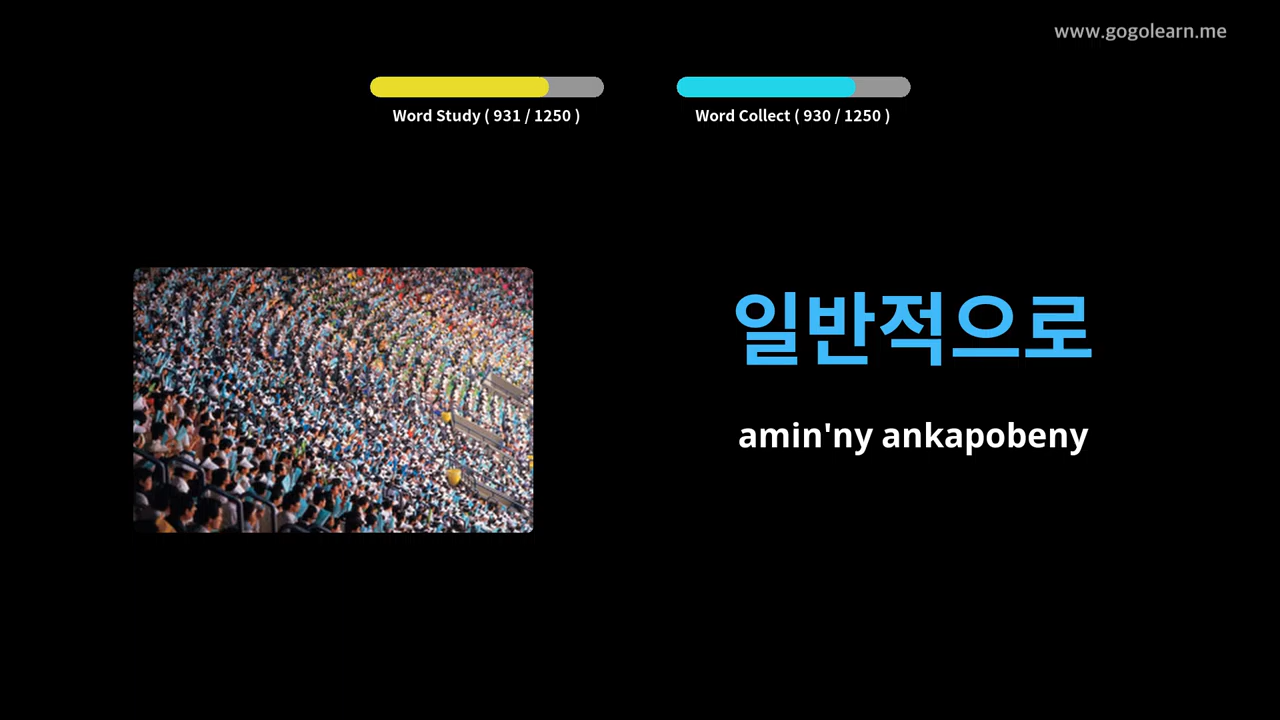 www.gogolearn.me
Word Study ( 931 / 1250 )
Word Collect ( 930 / 1250 )
일반적으로
amin'ny ankapobeny